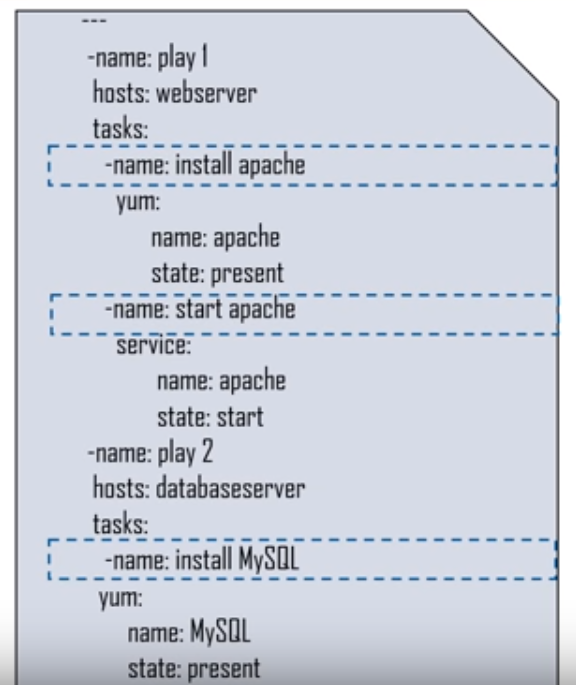 ---
-name: play 1
hosts: webserver
tasks:
-name: install apache
yum:
name: apache
state: present
-name: start apache
service:
name: apache
state: start
-name: play 2
hosts: databaseserver
tasks:
-name: install MySQL
yum:
name: MySQL
state: present